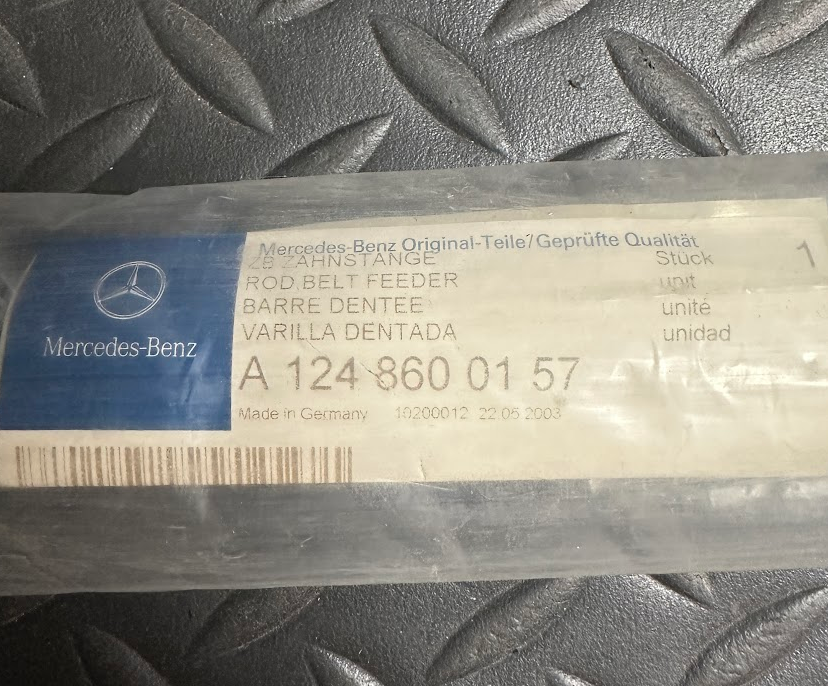 Mercedes-Benz Original-Teile/Geprüfte Qualität
ZB ZAHNSTANGE Stück 1
ROD,BELT FEEDER unit
BARRE DENTEE unité
VARILLA DENTADA unidad
Mercedes-Benz
A 124 860 01 57
Made in Germany 10200012 22.05.2003